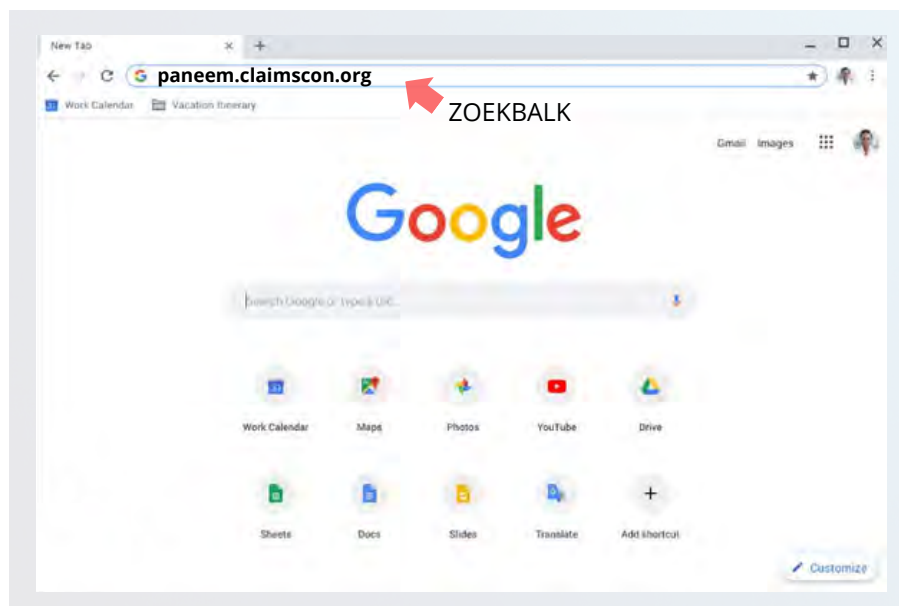 New Tab
paneem.claimscon.org
Work Calendar Vacation Itinerary
ZOEKBALK
Gmail Images
Google
Search Google or type a URL
Work Calendar Maps Photos YouTube Drive
Sheets Docs Slides Translate Add shortcut
Customize